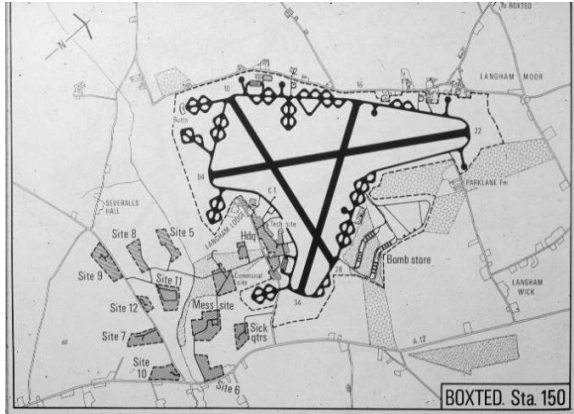 To BOXTED
N
LANGHAM MOOR
10
16
Butts
22
04
PARKLANE Fm
C.T.
SEVERALLS
HALL
LANGHAM LODGE
Tech. site
Site 8
Site 5
Hdq
Site 9
Communal
site
28
Bomb store
Site 11
LANGHAM
WICK
Site 12
Mess site
34
Site 7
Sick
qtrs
A 12
Site
10
Site 6
BOXTED. Sta. 150